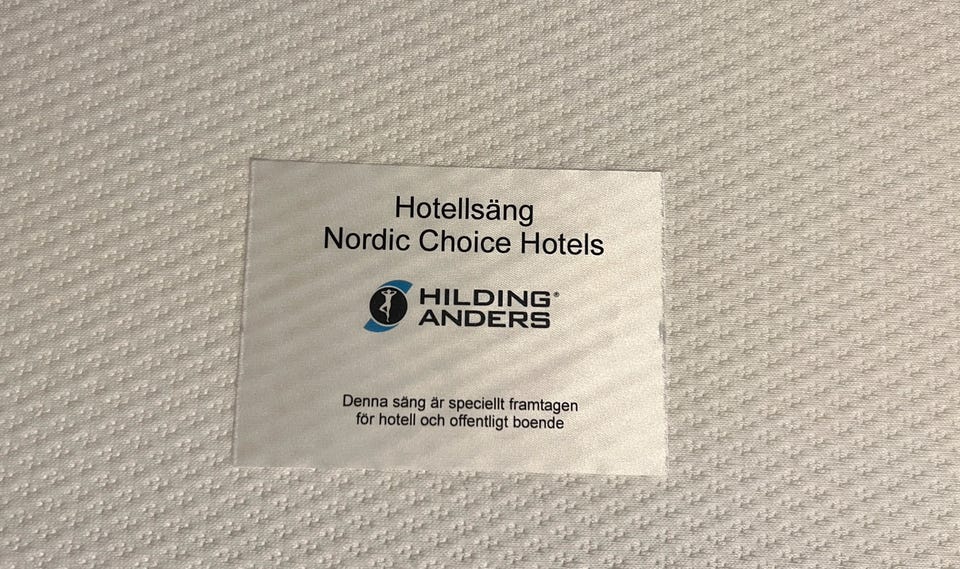 Hotellsäng
Nordic Choice Hotels
HILDING®
ANDERS
Denna säng är speciellt framtagen
för hotell och offentligt boende